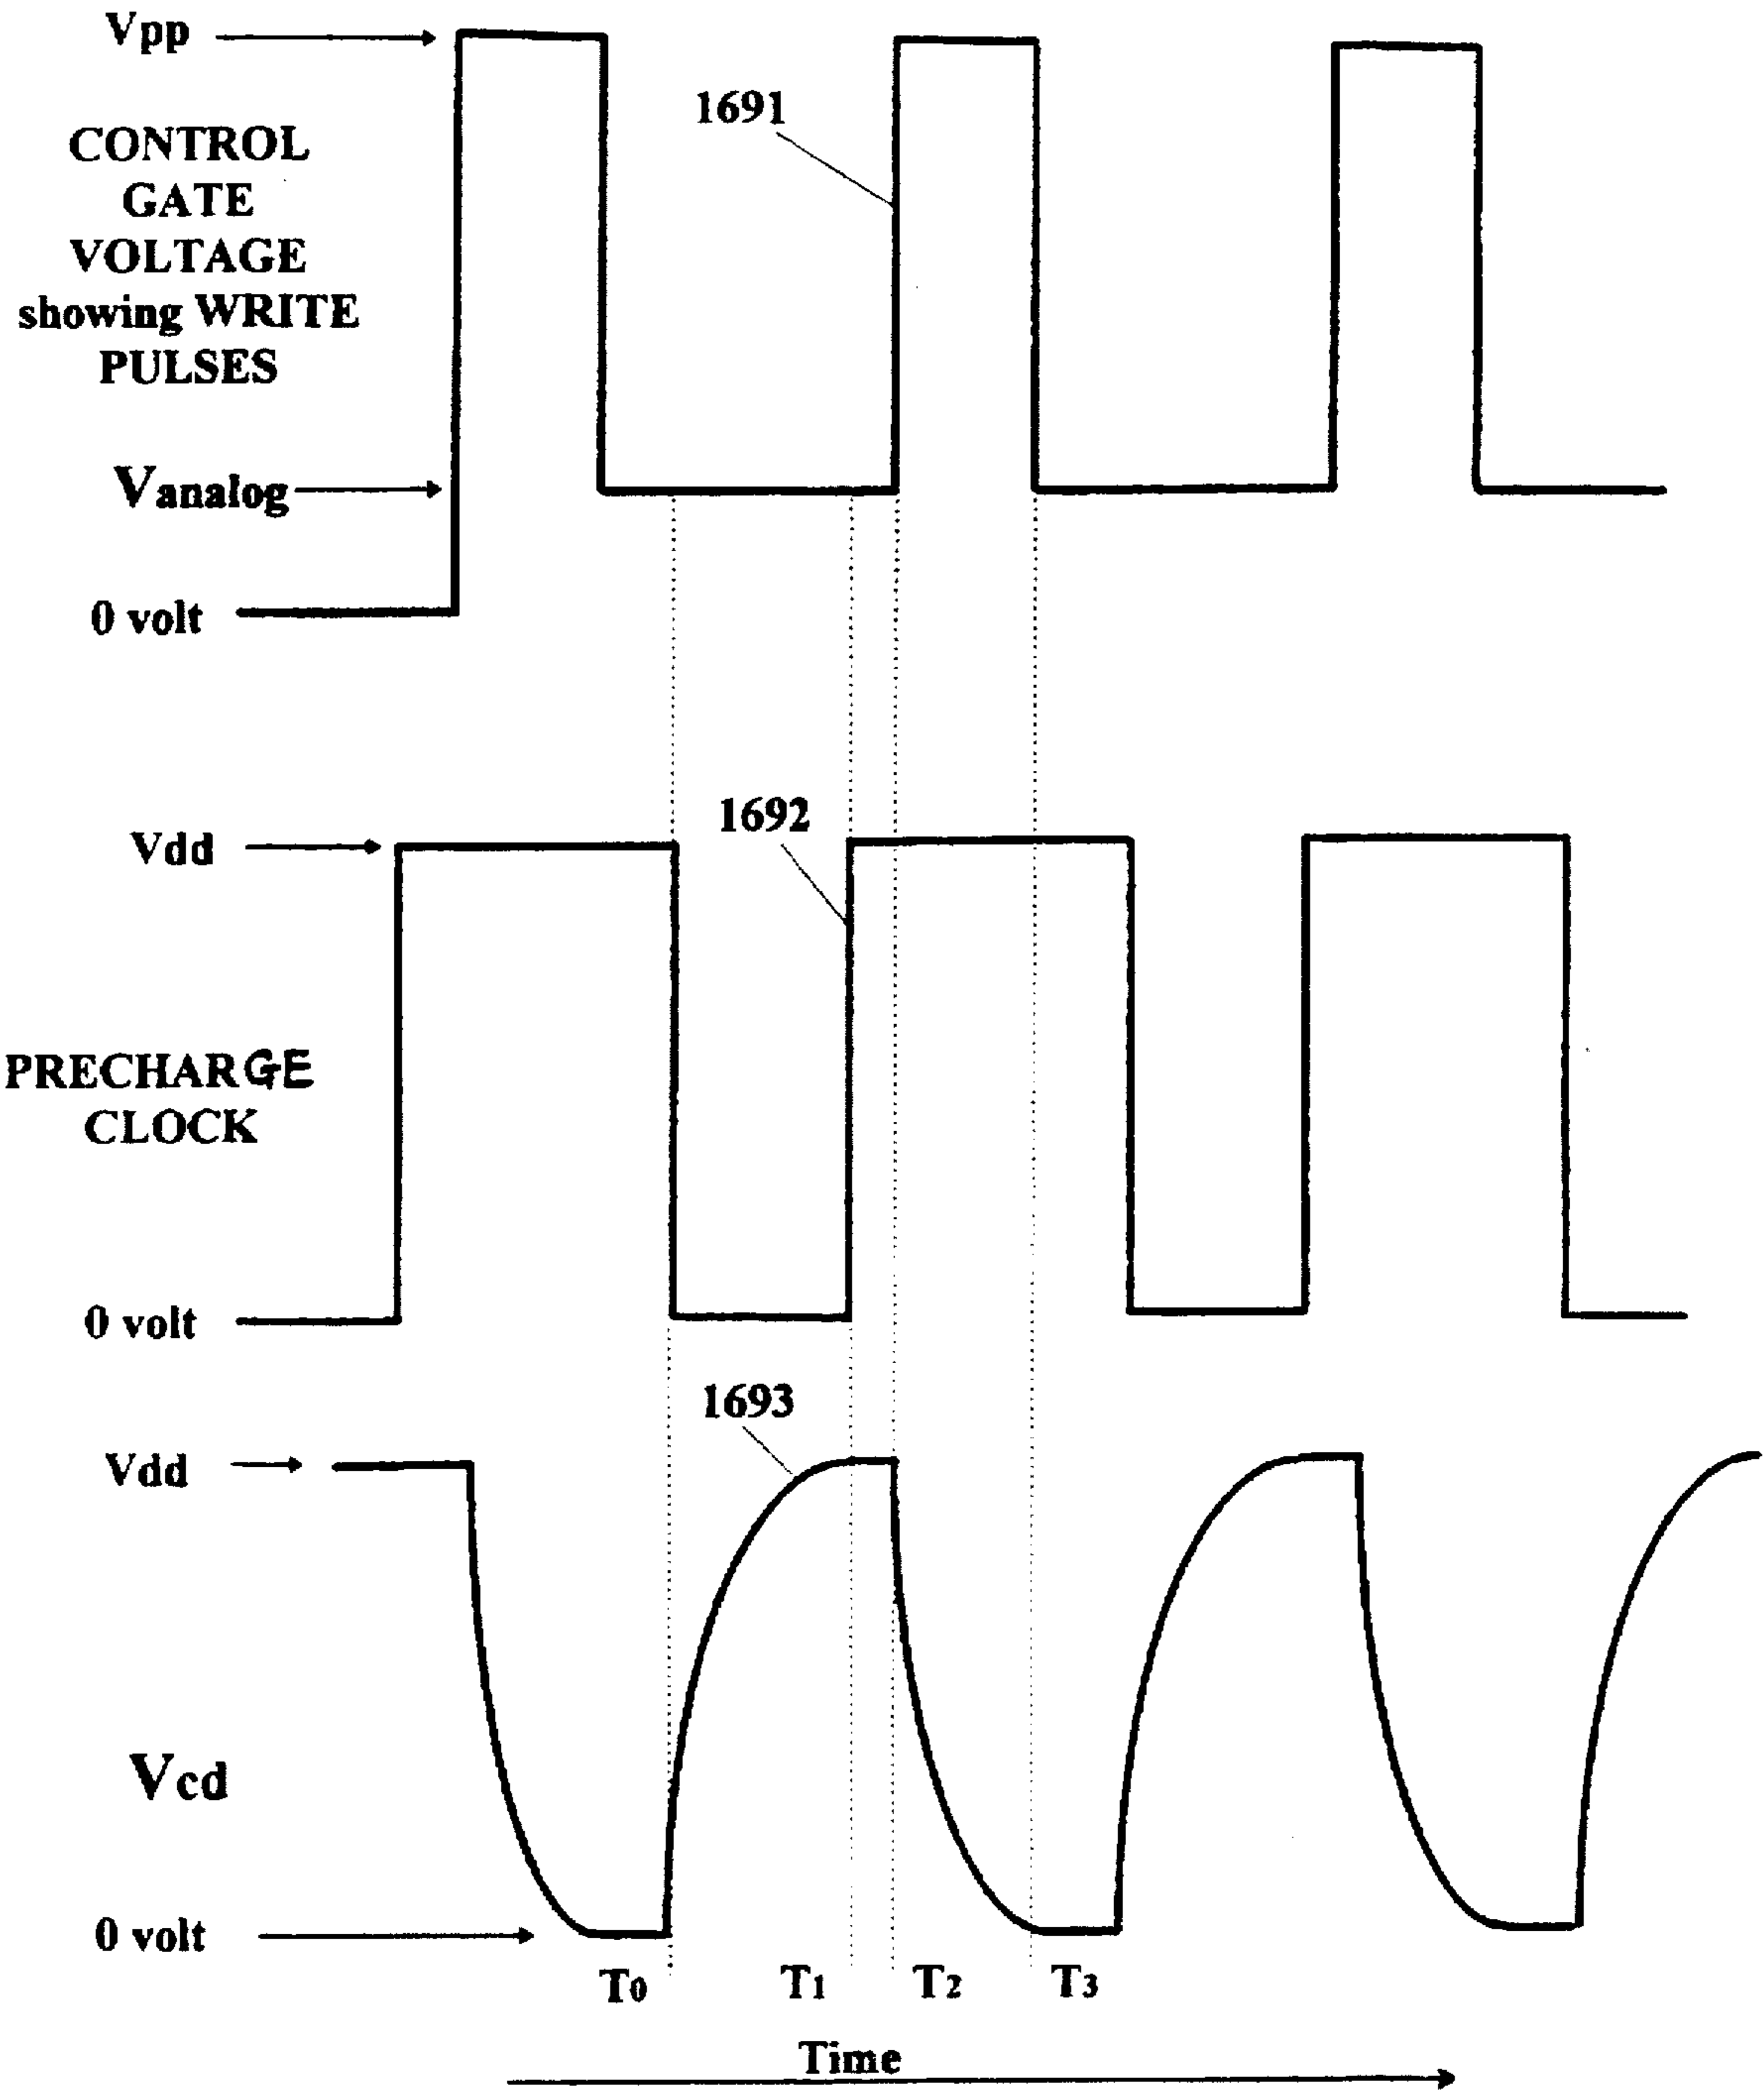 Vpp
1691
CONTROL
GATE
VOLTAGE
showing WRITE
PULSES
Vanalog
0 volt
1692
Vdd
PRECHARGE
CLOCK
0 volt
1693
Vdd
Vcd
0 volt
T0 T1 T2 T3
Time